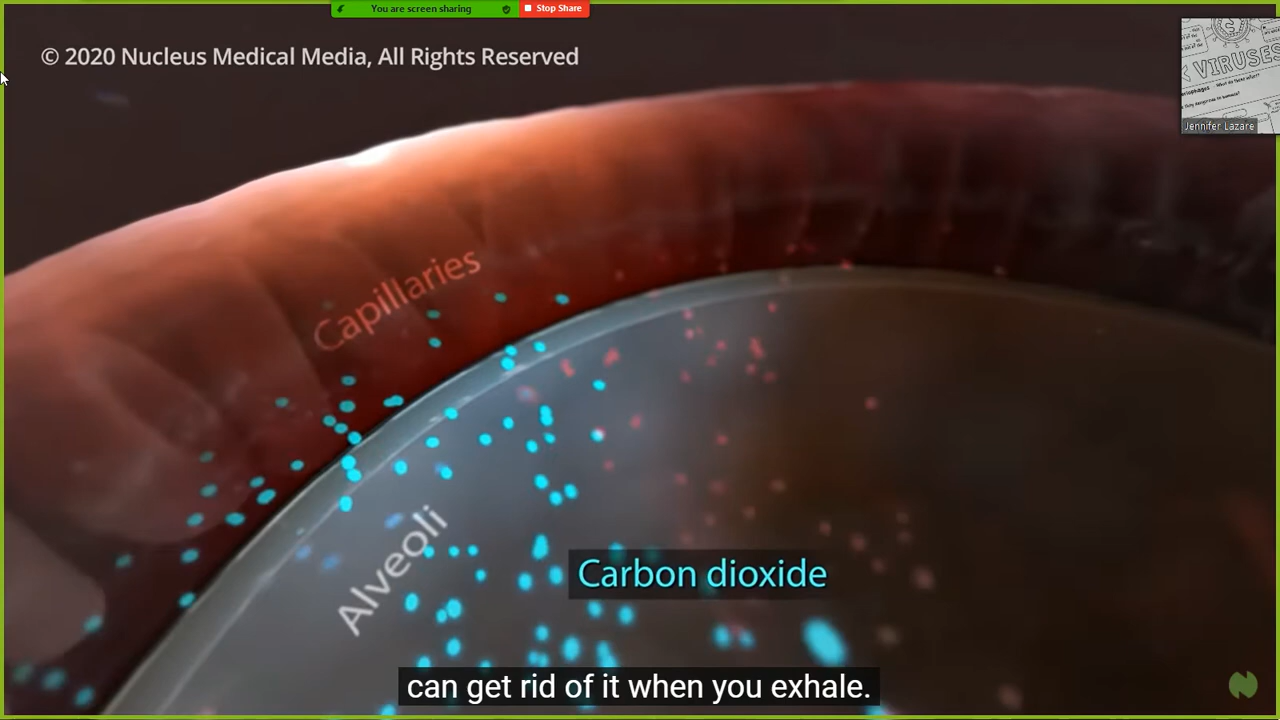 You are screen sharing
Stop Share
© 2020 Nucleus Medical Media, All Rights Reserved
VIRUSES
Jennifer Lazare
Capillaries
Alveoli
Carbon dioxide
can get rid of it when you exhale.